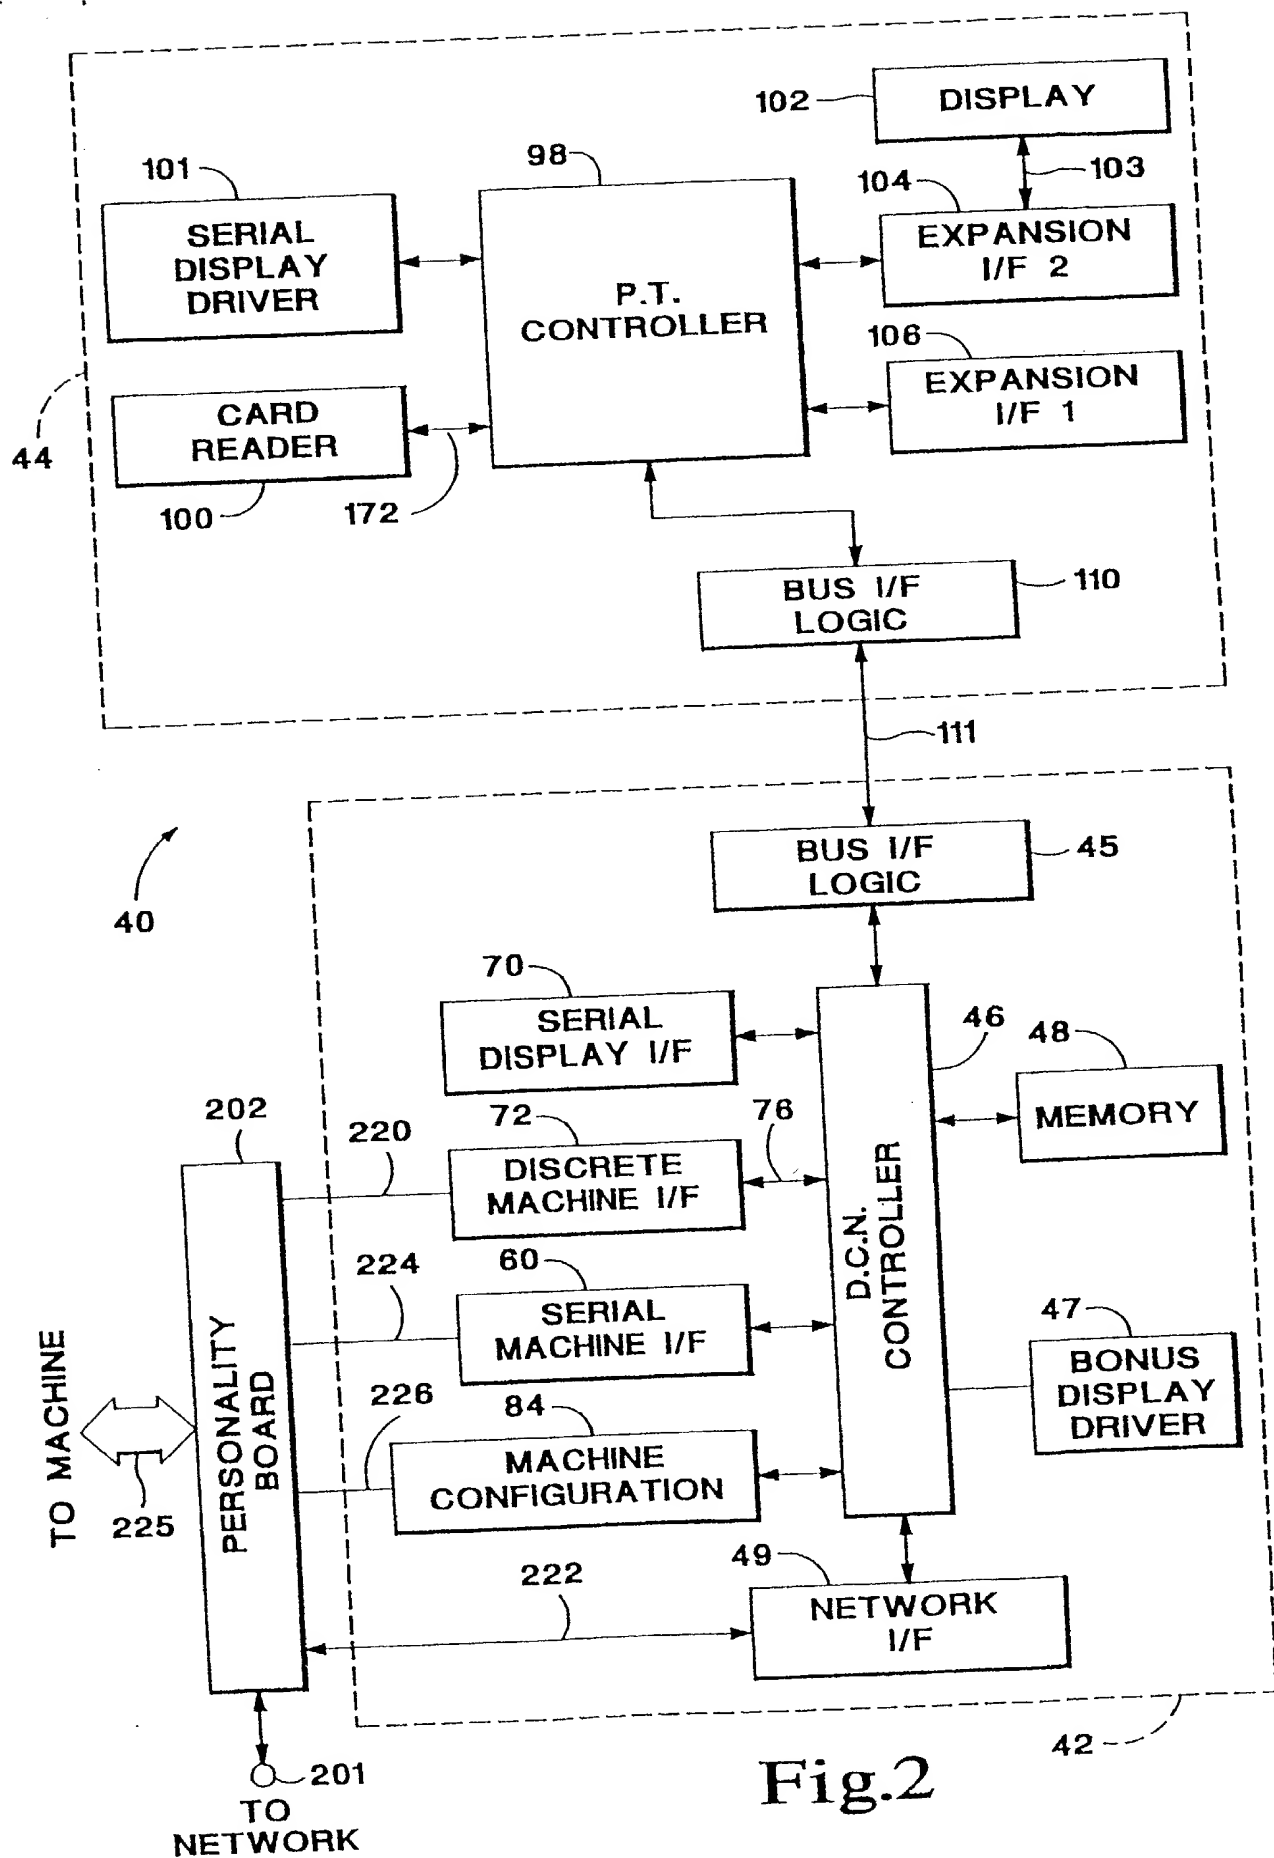 102
DISPLAY
103
101
98
104
SERIAL
DISPLAY
DRIVER
P.T.
CONTROLLER
EXPANSION
I/F 2
106
EXPANSION
I/F 1
CARD
READER
44
100
172
BUS I/F
LOGIC
110
111
40
BUS I/F
LOGIC
45
70
SERIAL
DISPLAY I/F
46
48
MEMORY
202
220
72
76
DISCRETE
MACHINE I/F
D.C.N.
CONTROLLER
224
60
SERIAL
MACHINE I/F
47
BONUS
DISPLAY
DRIVER
TO MACHINE
225
PERSONALITY
BOARD
226
84
MACHINE
CONFIGURATION
222
49
NETWORK
I/F
42
201
TO
NETWORK
Fig.2